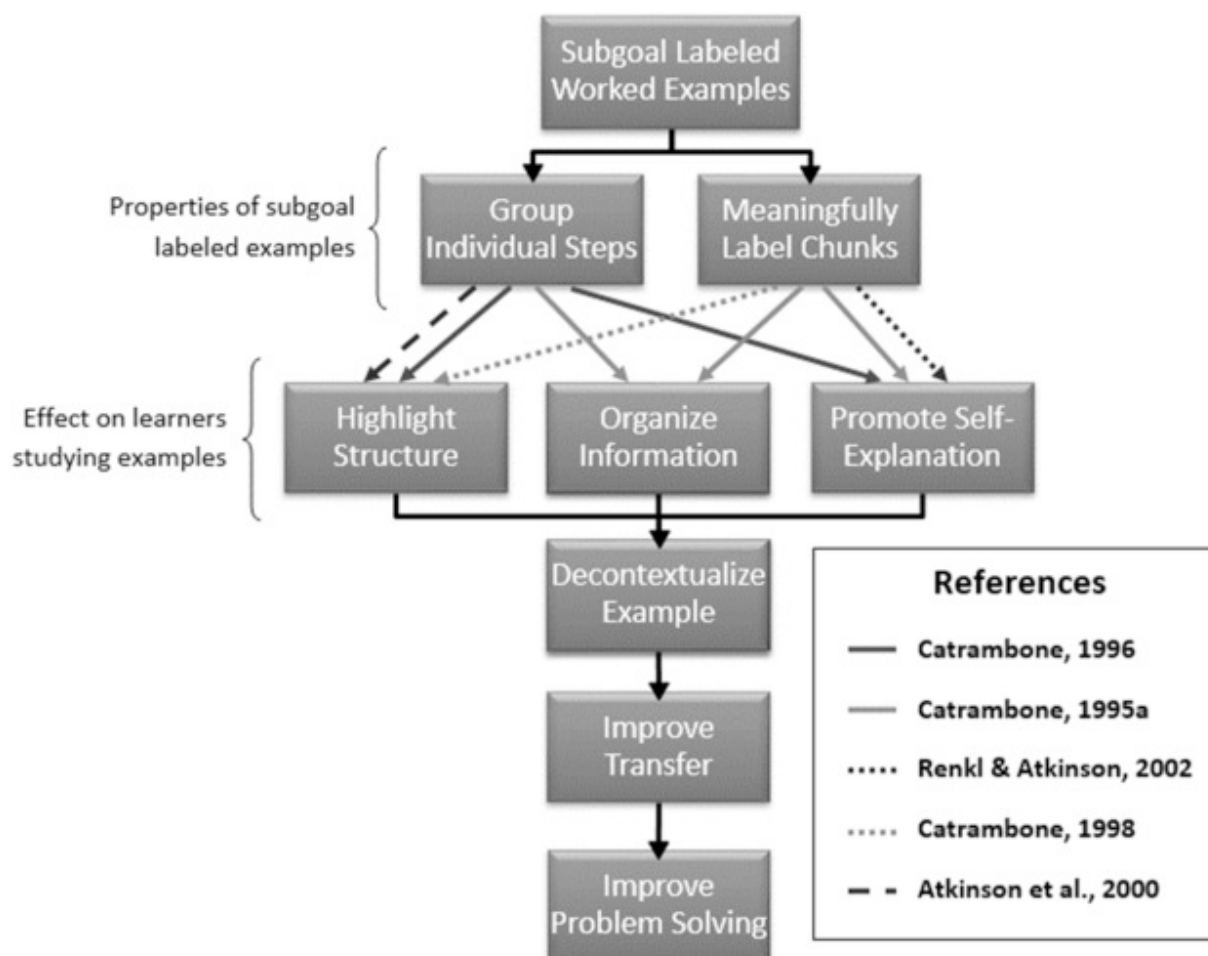 Subgoal Labeled
Worked Examples
Properties of subgoal
labeled examples
Group
Individual Steps
Meaningfully
Label Chunks
Effect on learners
studying examples
Highlight
Structure
Organize
Information
Promote Self-
Explanation
Decontextualize
Example
Improve
Transfer
Improve
Problem Solving
References
Catrambone, 1996
Catrambone, 1995a
Renkl & Atkinson, 2002
Catrambone, 1998
Atkinson et al., 2000